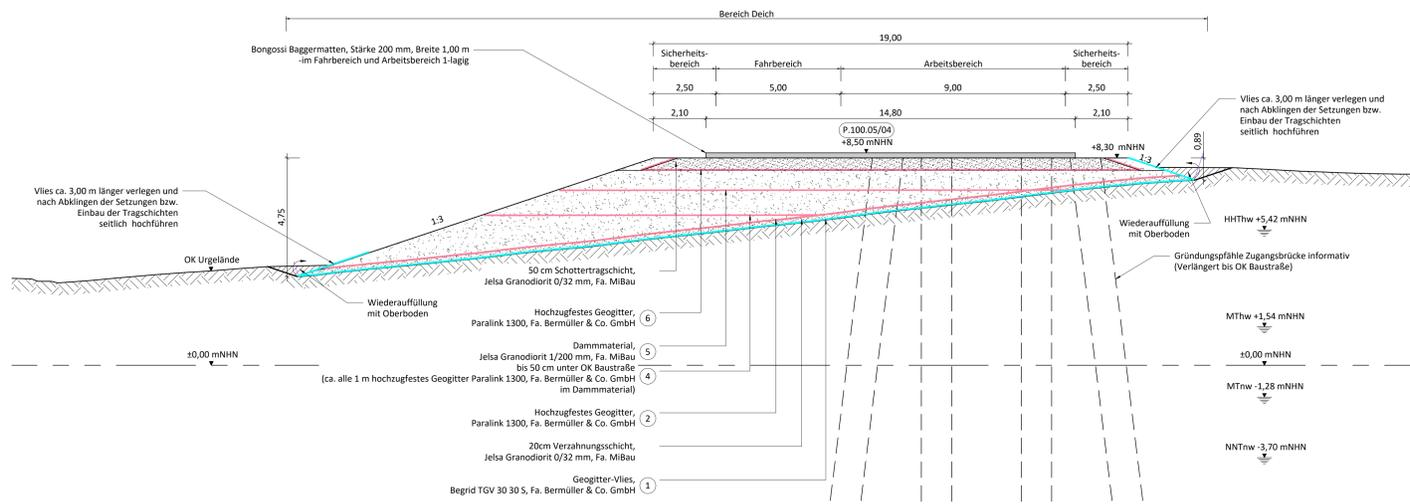 Bereich Deich
19,00
Bongossi Baggermatten, Stärke 200 mm, Breite 1,00 m
-im Fahrbereich und Arbeitsbereich 1-lagig
Sicherheits-
bereich
Fahrbereich
Arbeitsbereich
Sicherheits-
bereich
2,50
5,00
9,00
2,50
2,10
14,80
2,10
Vlies ca. 3,00 m länger verlegen und
nach Abklingen der Setzungen bzw.
Einbau der Tragschichten
seitlich hochführen
P.100.05/04
+8,50 mNHN
+8,30 mNHN
1:3
0,89
Vlies ca. 3,00 m länger verlegen und
nach Abklingen der Setzungen bzw.
Einbau der Tragschichten
seitlich hochführen
4,75
1:3
Wiederauffüllung
mit Oberboden
HHThw +5,42 mNHN
OK Urgelände
Gründungspfähle Zugangsbrücke informativ
(Verlängert bis OK Baustraße)
50 cm Schottertragschicht,
Jelsa Granodiorit 0/32 mm, Fa. MiBau
Wiederauffüllung
mit Oberboden
Hochzugfestes Geogitter,
Paralink 1300, Fa. Bermüller & Co. GmbH
6
MThw +1,54 mNHN
±0,00 mNHN
Dammmaterial,
Jelsa Granodiorit 1/200 mm, Fa. MiBau
bis 50 cm unter OK Baustraße
(ca. alle 1 m hochzugfestes Geogitter Paralink 1300, Fa. Bermüller & Co. GmbH
im Dammmaterial)
5
4
±0,00 mNHN
MTnw -1,28 mNHN
Hochzugfestes Geogitter,
Paralink 1300, Fa. Bermüller & Co. GmbH
2
20cm Verzahnungsschicht,
Jelsa Granodiorit 0/32 mm, Fa. MiBau
NNTnw -3,70 mNHN
Geogitter-Vlies,
Begrid TGV 30 30 S, Fa. Bermüller & Co. GmbH
1